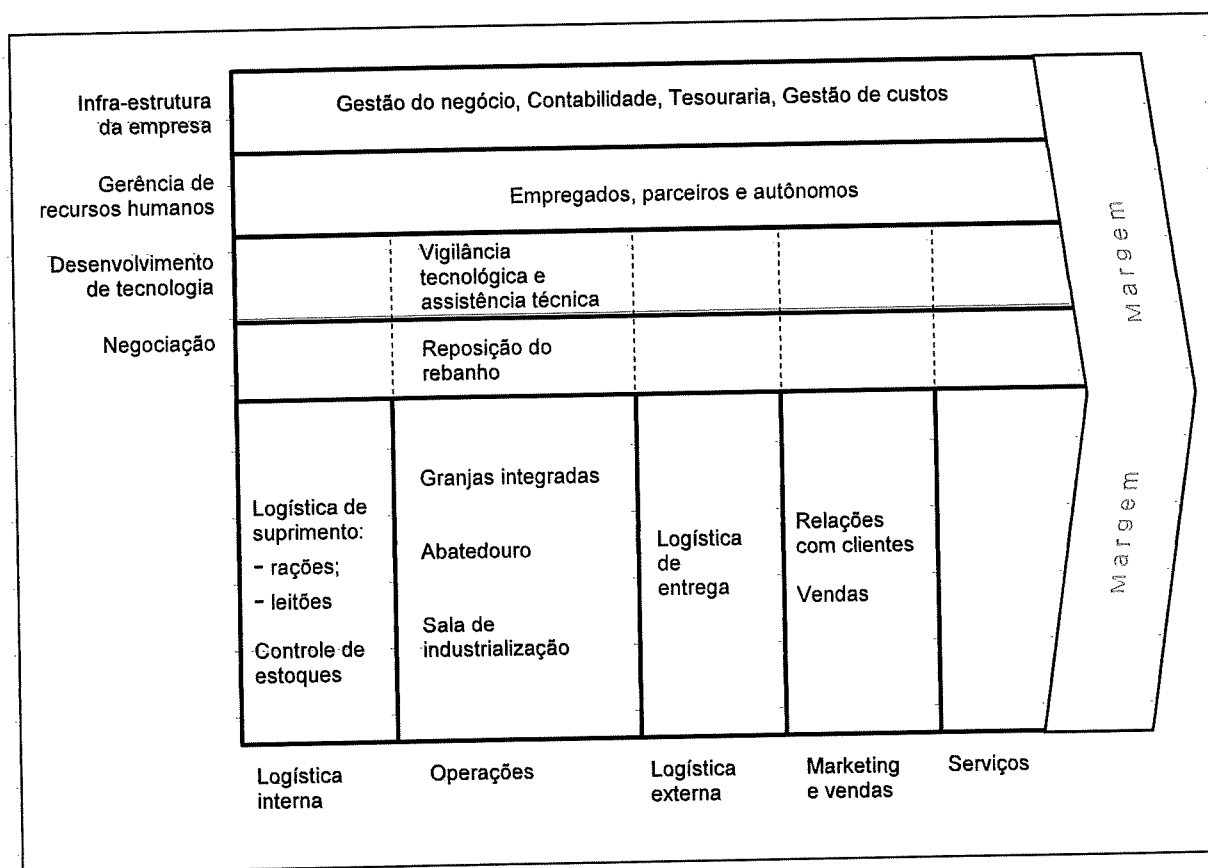 Infra-estrutura
da empresa
Gestão do negócio, Contabilidade, Tesouraria, Gestão de custos
Gerência de
recursos humanos
Empregados, parceiros e autônomos
Desenvolvimento
de tecnologia
Vigilância
tecnológica e
assistência técnica
Negociação
Reposição do
rebanho
Margem
Logística de
suprimento:
- rações;
- leitões
Controle de
estoques
Granjas integradas
Abatedouro
Sala de
industrialização
Logística
de
entrega
Relações
com clientes
Vendas
Margem
Logística
interna
Operações
Logística
externa
Marketing
e vendas
Serviços